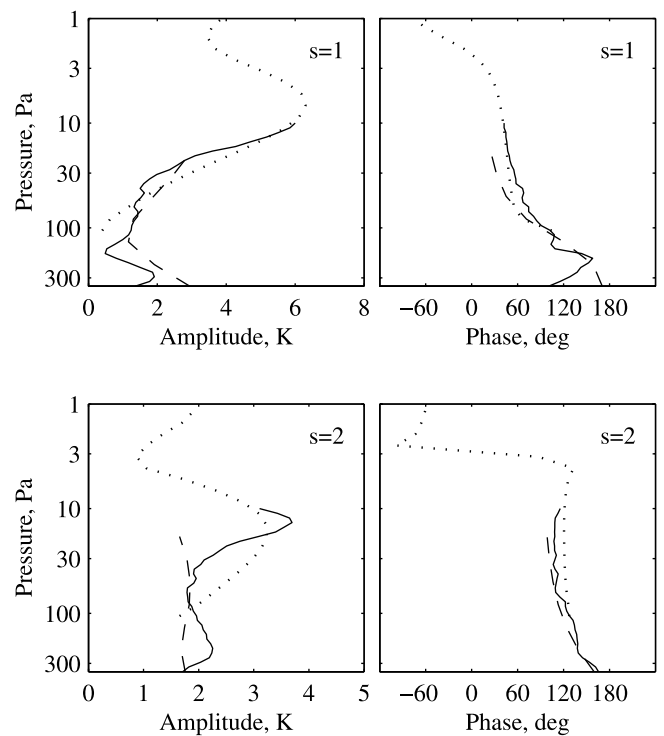 1
3
10
30
100
300
Pressure, Pa
s=1
0 2 4 6 8
Amplitude, K
s=1
−60 0 60 120 180
Phase, deg
1
3
10
30
100
300
Pressure, Pa
s=2
0 1 2 3 4 5
Amplitude, K
s=2
−60 0 60 120 180
Phase, deg